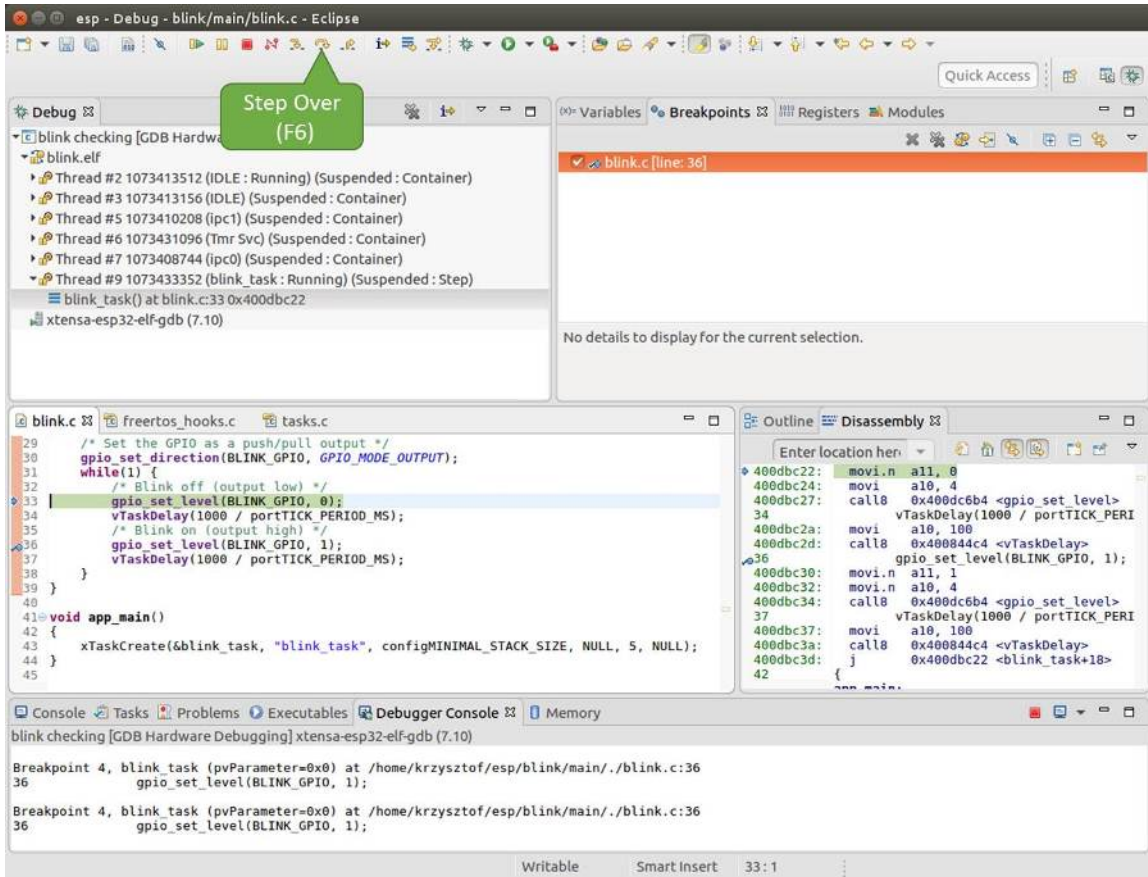 esp - Debug - blink/main/blink.c - Eclipse
Quick Access
Step Over
(F6)
Debug
blink checking [GDB Hardwa
blink.elf
Thread #2 1073413512 (IDLE : Running) (Suspended : Container)
Thread #3 1073413156 (IDLE) (Suspended : Container)
Thread #5 1073410208 (ipc1) (Suspended : Container)
Thread #6 1073431096 (Tmr Svc) (Suspended : Container)
Thread #7 1073408744 (ipc0) (Suspended : Container)
Thread #9 1073433352 (blink_task : Running) (Suspended : Step)
blink_task() at blink.c:33 0x400dbc22
xtensa-esp32-elf-gdb (7.10)
(x)= Variables Breakpoints Registers Modules
blink.c [line: 36]
No details to display for the current selection.
blink.c freertos_hooks.c tasks.c
29 /* Set the GPIO as a push/pull output */
30 gpio_set_direction(BLINK_GPIO, GPIO_MODE_OUTPUT);
31 while(1) {
32 /* Blink off (output low) */
33 gpio_set_level(BLINK_GPIO, 0);
34 vTaskDelay(1000 / portTICK_PERIOD_MS);
35 /* Blink on (output high) */
36 gpio_set_level(BLINK_GPIO, 1);
37 vTaskDelay(1000 / portTICK_PERIOD_MS);
38 }
39 }
40
41 void app_main()
42 {
43 xTaskCreate(&blink_task, "blink_task", configMINIMAL_STACK_SIZE, NULL, 5, NULL);
44 }
45
Outline Disassembly
Enter location her
400dbc22: movi.n a11, 0
400dbc24: movi a10, 4
400dbc27: call8 0x400dc6b4 <gpio_set_level>
34 vTaskDelay(1000 / portTICK_PERI
400dbc2a: movi a10, 100
400dbc2d: call8 0x400844c4 <vTaskDelay>
36 gpio_set_level(BLINK_GPIO, 1);
400dbc30: movi.n a11, 1
400dbc32: movi.n a10, 4
400dbc34: call8 0x400dc6b4 <gpio_set_level>
37 vTaskDelay(1000 / portTICK_PERI
400dbc37: movi a10, 100
400dbc3a: call8 0x400844c4 <vTaskDelay>
400dbc3d: j 0x400dbc22 <blink_task+18>
42 {
app_main:
Console Tasks Problems Executables Debugger Console Memory
blink checking [GDB Hardware Debugging] xtensa-esp32-elf-gdb (7.10)
Breakpoint 4, blink_task (pvParameter=0x0) at /home/krzysztof/esp/blink/main/./blink.c:36
36 gpio_set_level(BLINK_GPIO, 1);
Breakpoint 4, blink_task (pvParameter=0x0) at /home/krzysztof/esp/blink/main/./blink.c:36
36 gpio_set_level(BLINK_GPIO, 1);
Writable Smart Insert 33 : 1